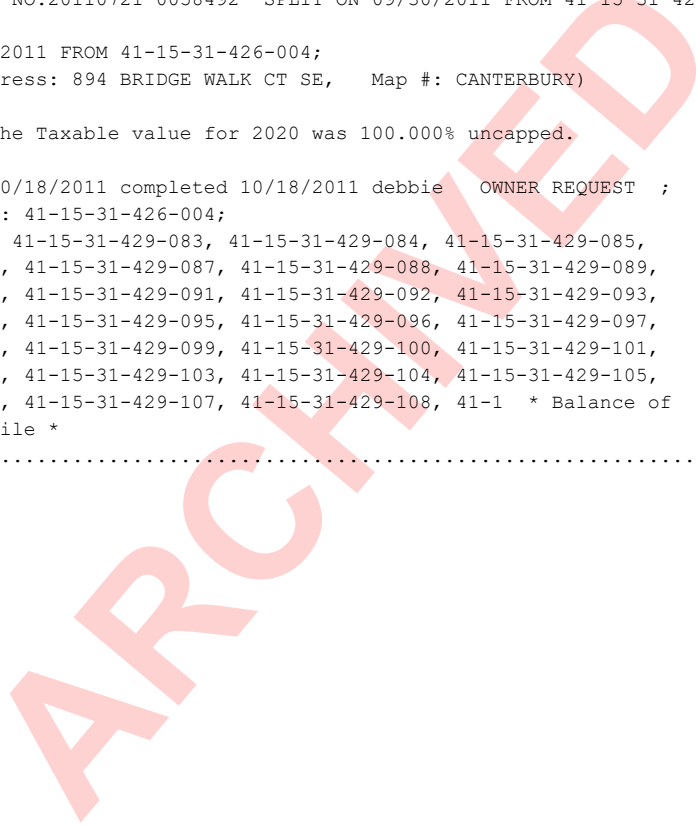 NO.20110721-0058492 SPLIT ON 09/30/2011 FROM 41-15-31-42
2011 FROM 41-15-31-426-004;
ress: 894 BRIDGE WALK CT SE, Map #: CANTERBURY)
he Taxable value for 2020 was 100.000% uncapped.
0/18/2011 completed 10/18/2011 debbie OWNER REQUEST ;
: 41-15-31-426-004;
41-15-31-429-083, 41-15-31-429-084, 41-15-31-429-085,
, 41-15-31-429-087, 41-15-31-429-088, 41-15-31-429-089,
, 41-15-31-429-091, 41-15-31-429-092, 41-15-31-429-093,
, 41-15-31-429-095, 41-15-31-429-096, 41-15-31-429-097,
, 41-15-31-429-099, 41-15-31-429-100, 41-15-31-429-101,
, 41-15-31-429-103, 41-15-31-429-104, 41-15-31-429-105,
, 41-15-31-429-107, 41-15-31-429-108, 41-1 * Balance of
ile *
.........................................................
ARCHIVED